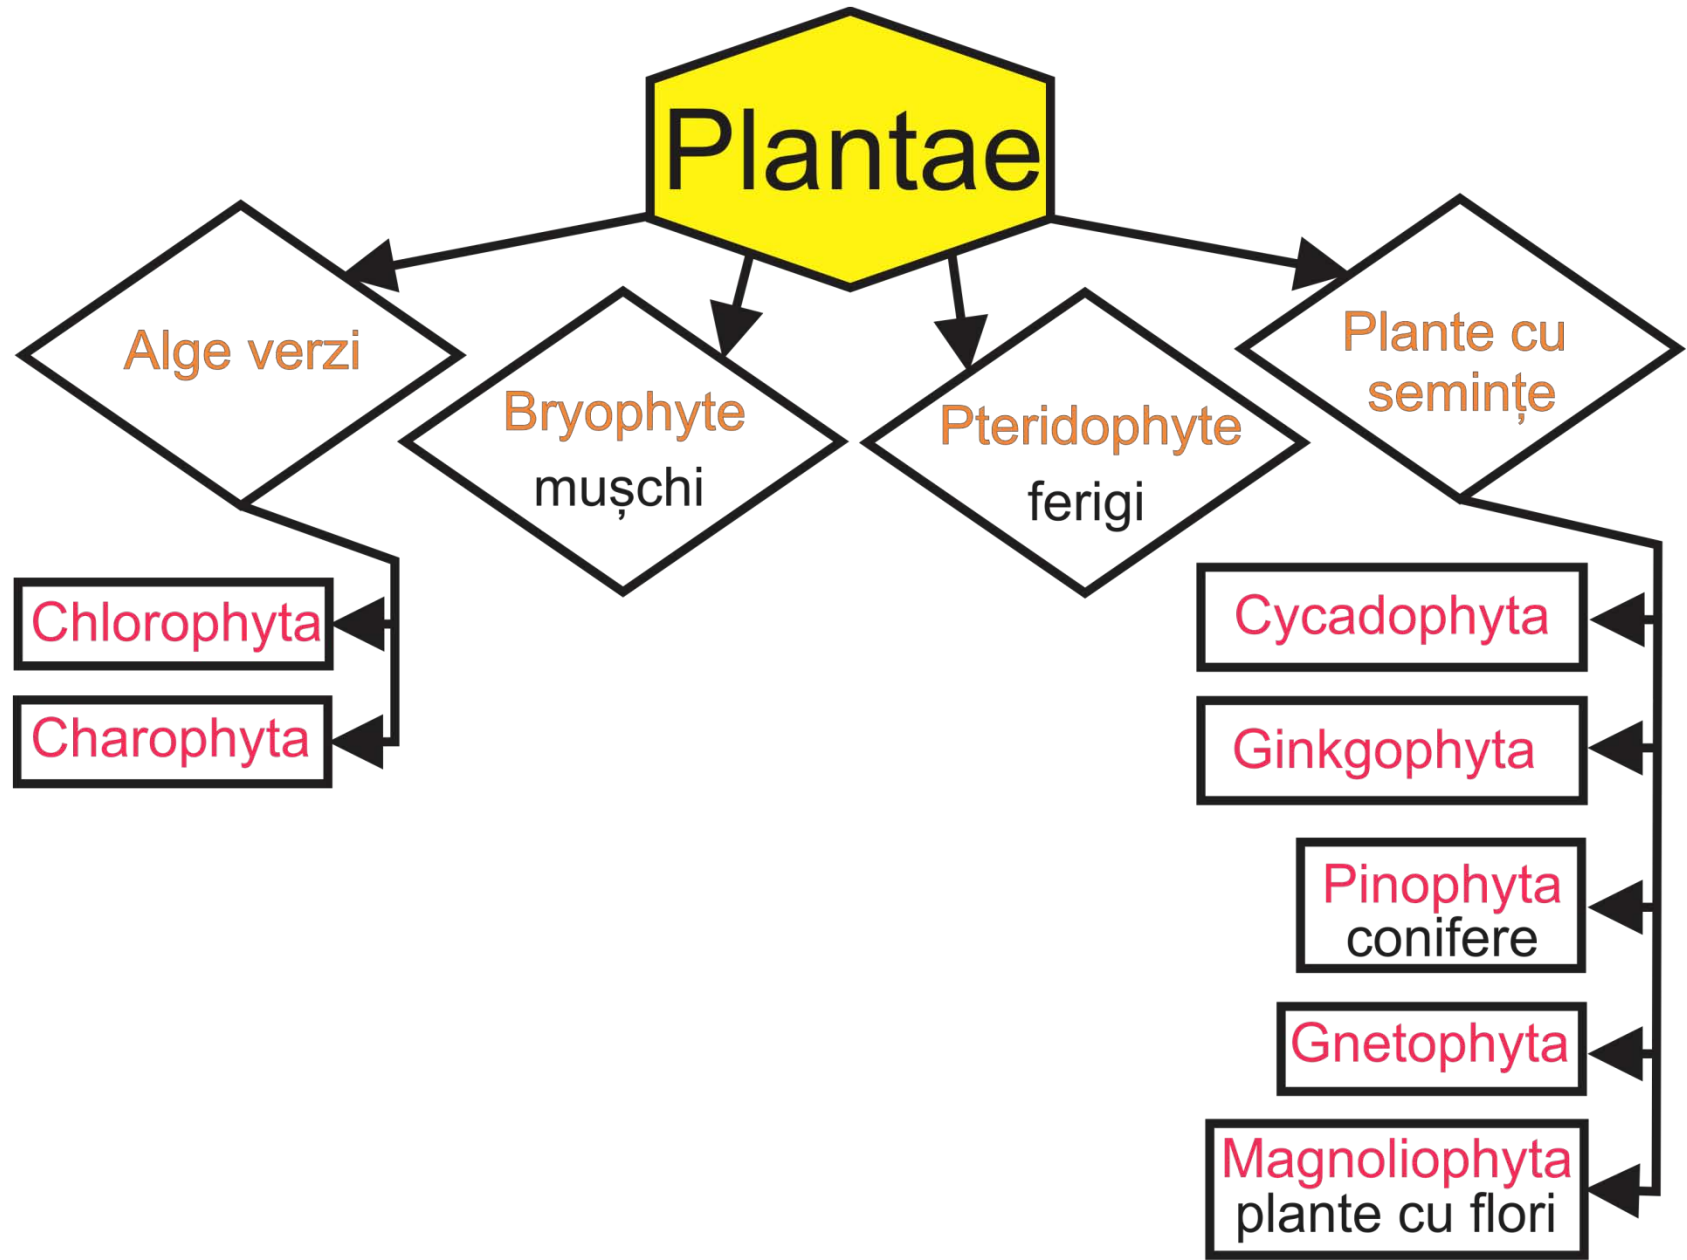 Plantae
Alge verzi
Bryophyte
mușchi
Pteridophyte
ferigi
Plante cu
semințe
Chlorophyta
Charophyta
Cycadophyta
Ginkgophyta
Pinophyta
conifere
Gnetophyta
Magnoliophyta
plante cu flori